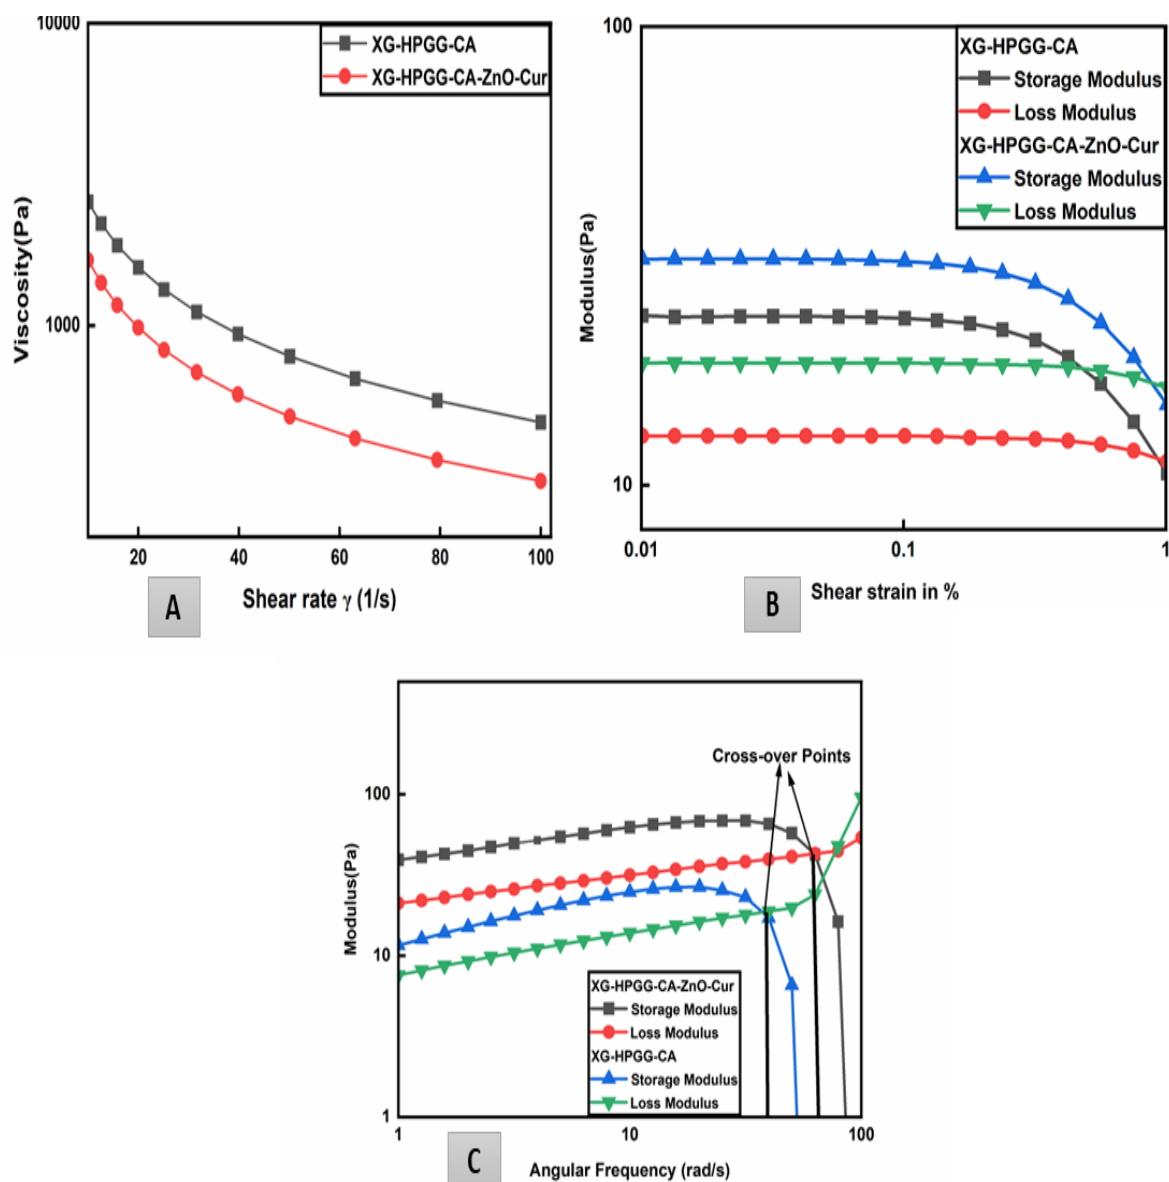 10000
XG-HPGG-CA
XG-HPGG-CA-ZnO-Cur
Viscosity(Pa)
1000
20 40 60 80 100
Shear rate γ (1/s)
A
100
XG-HPGG-CA
Storage Modulus
Loss Modulus
XG-HPGG-CA-ZnO-Cur
Storage Modulus
Loss Modulus
Modulus(Pa)
10
0.01 0.1 1
Shear strain in %
B
Cross-over Points
100
Modulus(Pa)
10
XG-HPGG-CA-ZnO-Cur
Storage Modulus
Loss Modulus
XG-HPGG-CA
Storage Modulus
Loss Modulus
1
1 10 100
Angular Frequency (rad/s)
C